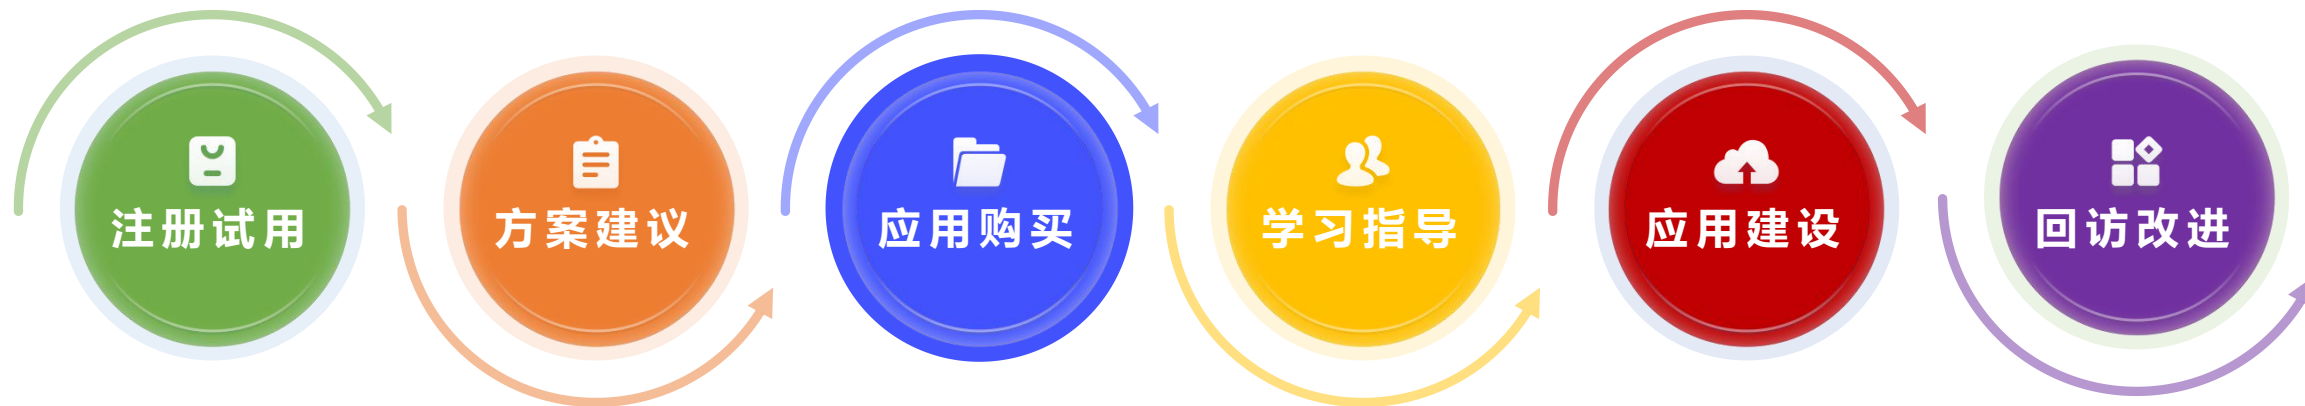 注册试用
方案建议
应用购买
学习指导
应用建设
回访改进